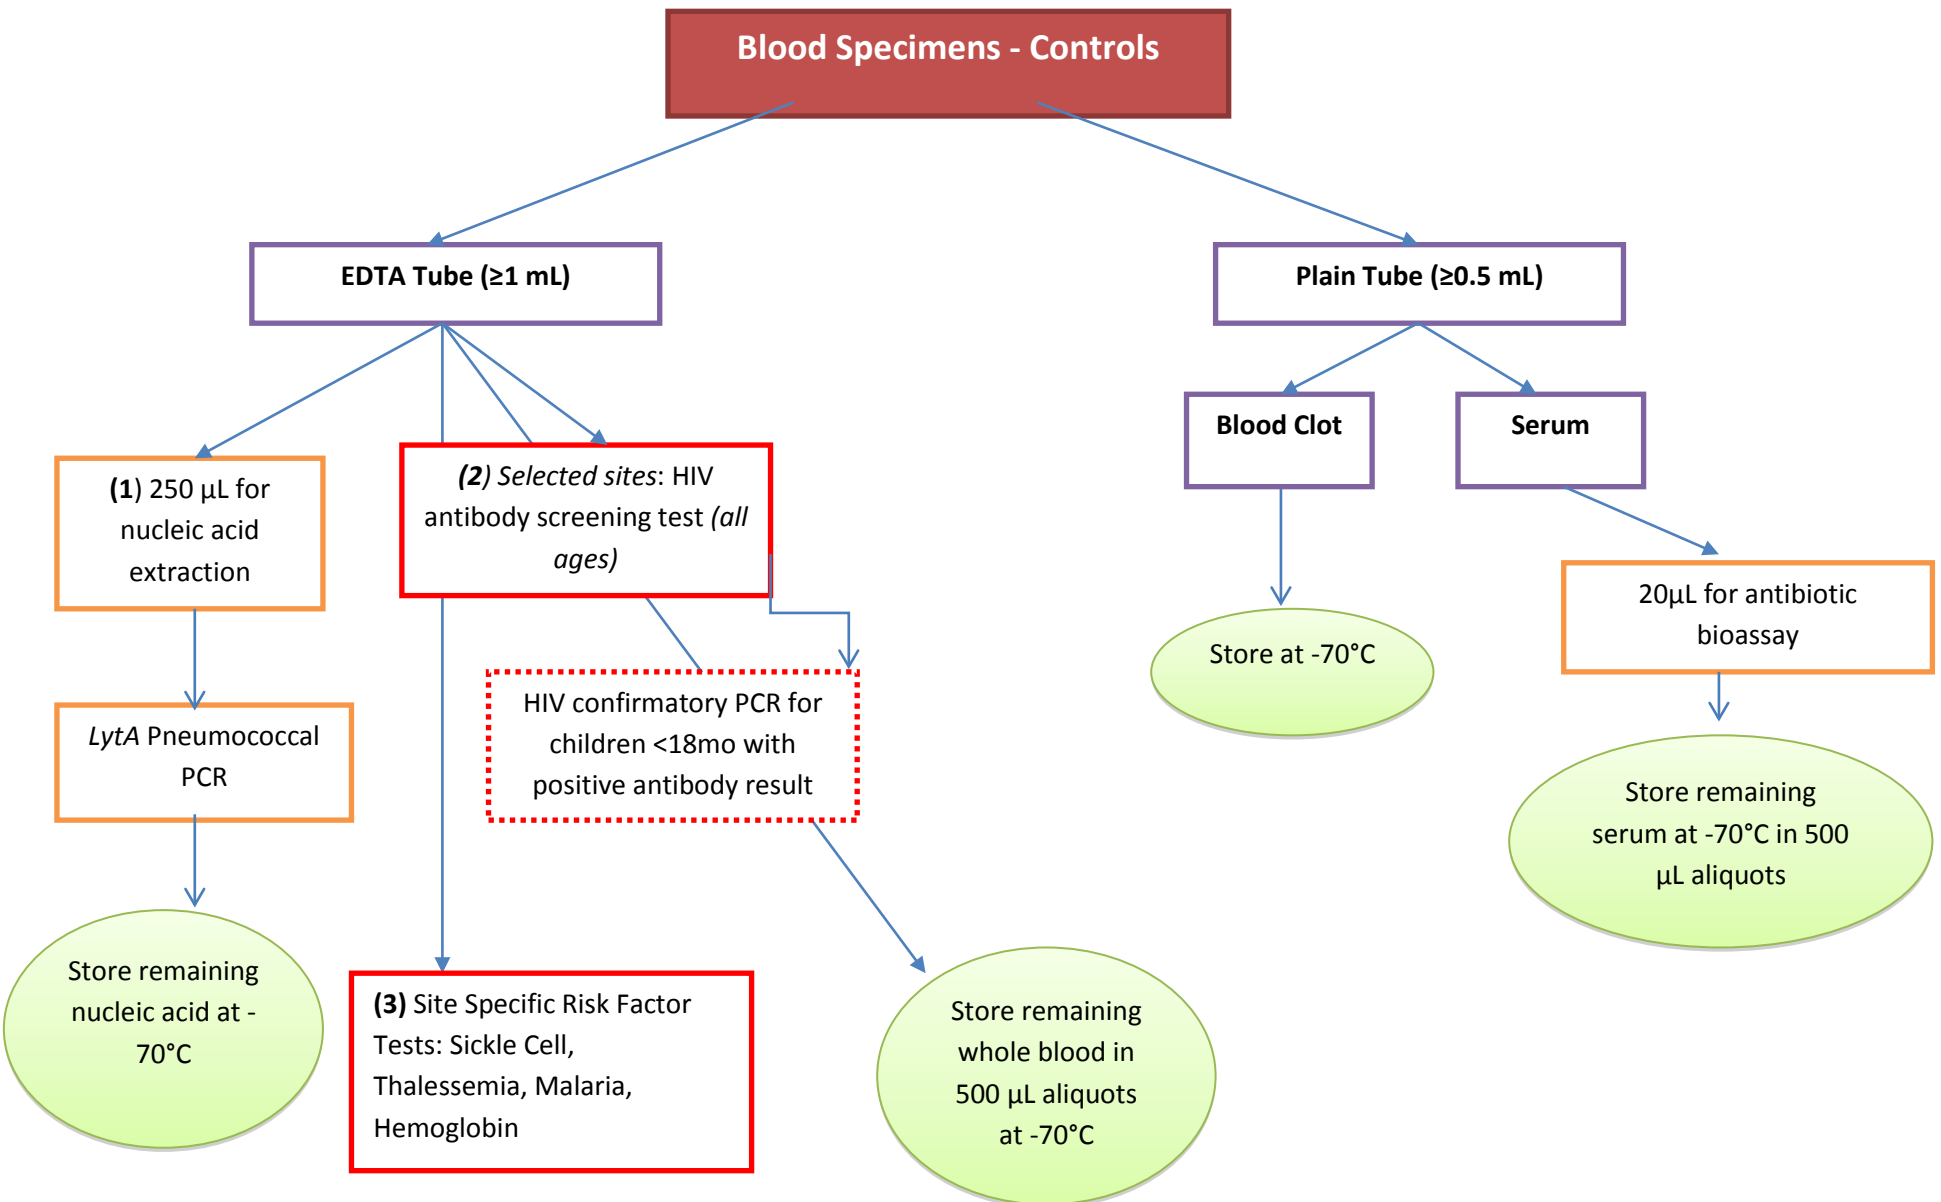 Blood Specimens - Controls
EDTA Tube (≥1 mL)
Plain Tube (≥0.5 mL)
Blood Clot
Serum
(1) 250 µL for
nucleic acid
extraction
(2) Selected sites: HIV
antibody screening test (all
ages)
20µL for antibiotic
bioassay
Store at -70°C
LytA Pneumococcal
PCR
HIV confirmatory PCR for
children <18mo with
positive antibody result
Store remaining
serum at -70°C in 500
µL aliquots
Store remaining
nucleic acid at -
70°C
(3) Site Specific Risk Factor
Tests: Sickle Cell,
Thalessemia, Malaria,
Hemoglobin
Store remaining
whole blood in
500 µL aliquots
at -70°C